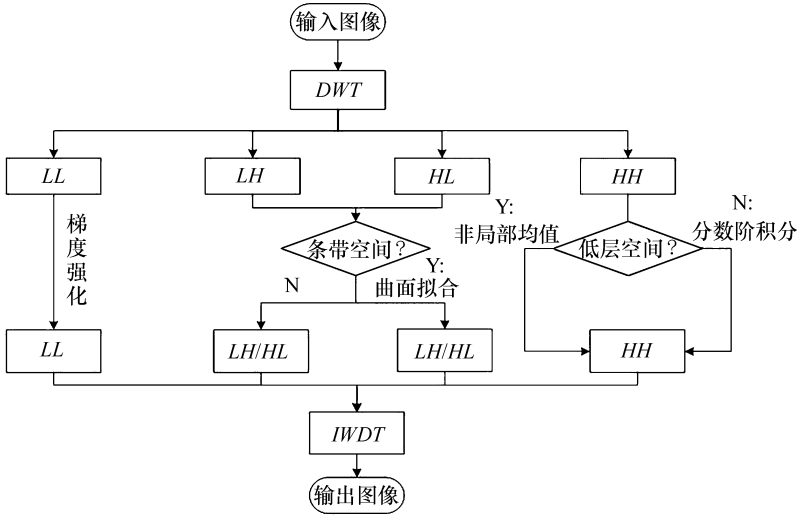 输入图像
DWT
LL
LH
HL
HH
梯度强化
条带空间?
Y:
非局部均值
低层空间?
N:
分数阶积分
N
Y:
曲面拟合
LL
LH/HL
LH/HL
HH
IWDT
输出图像